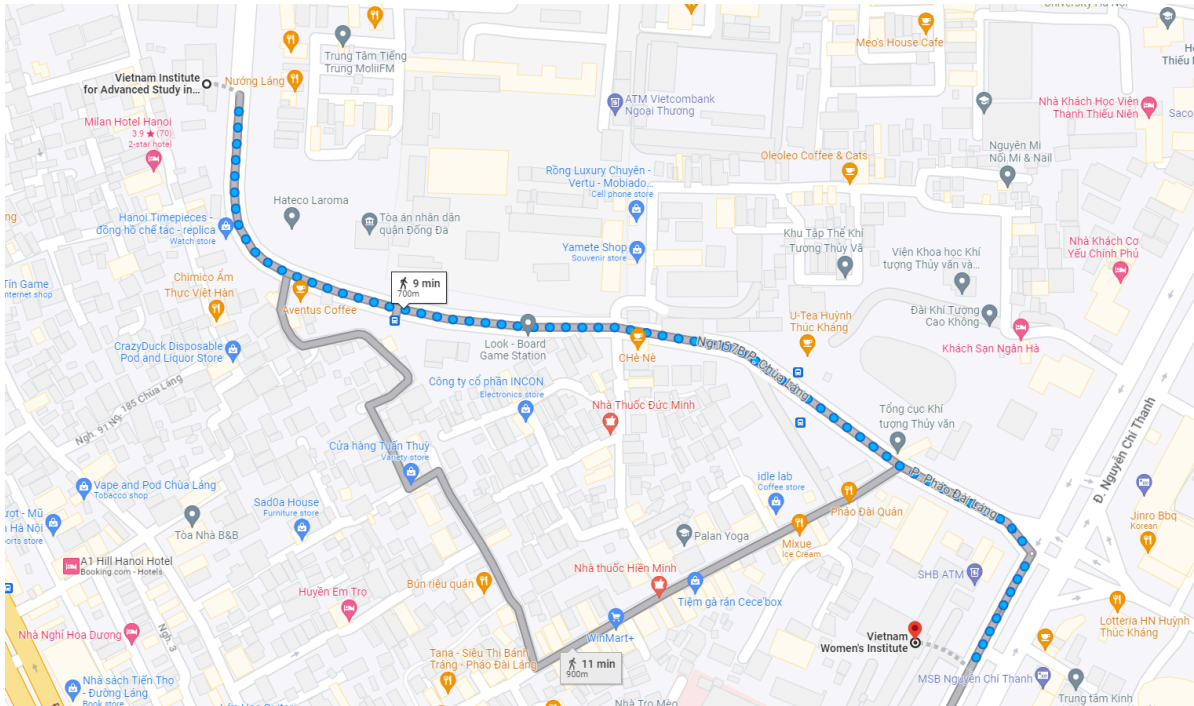 University Hà Nội
Meo's House Cafe
Trung Tâm Tiếng
Trung MoliiFM
Vietnam Institute
for Advanced Study in...
Nướng Láng
ATM Vietcombank
Ngoại Thương
Nhà Khách Học Viên
Thanh Thiếu Niên
Milan Hotel Hanoi
3.9 ★ (70)
2-star hotel
Nguyên Mi
Nối Mi & Nail
Oleoleo Coffee & Cats
Rồng Luxury Chuyên -
Vertu - Mobiado...
Cell phone store
Hateco Laroma
Hanoi Timepieces -
đồng hồ chế tác - replica
Watch store
Tòa án nhân dân
quận Đống Đa
Khu Tập Thể Khí
Tượng Thủy Vă
Yamete Shop
Souvenir store
Viện Khoa học Khí
tượng Thủy văn và...
Nhà Khách Cơ
Yếu Chính Phủ
Tín Game
Internet shop
Chimico Ẩm
Thực Việt Hàn
9 min
700m
Aventus Coffee
U-Tea Huỳnh
Thúc Kháng
Đài Khí Tượng
Cao Không
Look - Board
Game Station
CHè Nè
Khách Sạn Ngân Hà
CrazyDuck Disposable
Pod and Liquor Store
P. Chùa Láng
Công ty cổ phần INCON
Electronics store
Ngh. 91 Ng. 185 Chùa Láng
Nhà Thuốc Đức Minh
Tổng cục Khí
tượng Thủy văn
Đ. Nguyễn Chí Thanh
Cửa hàng Tuấn Thuỷ
Variety store
P. Pháo Đài Láng
Vape and Pod Chùa Láng
Tobacco shop
idle lab
Coffee store
Sad0a House
Furniture store
Pháo Đài Quán
Jinro Bbq
Korean
Tòa Nhà B&B
Mixue
Ice Cream
Palan Yoga
A1 Hill Hanoi Hotel
Booking.com - Hotels
Nhà thuốc Hiền Minh
SHB ATM
Bún riêu quán
Huyền Em Trọ
Tiệm gà rán Cece'box
Lotteria HN Huỳnh
Thúc Kháng
Ngh. 3
WinMart+
Nhà Nghỉ Hoa Dương
Vietnam
Women's Institute
Tana - Siêu Thị Bánh
Tráng - Pháo Đài Láng
11 min
900m
MSB Nguyễn Chí Thanh
Nhà sách Tiến Thọ
- Đường Láng
Book store
Nhà Trọ Mèo
Trung tâm Kinh